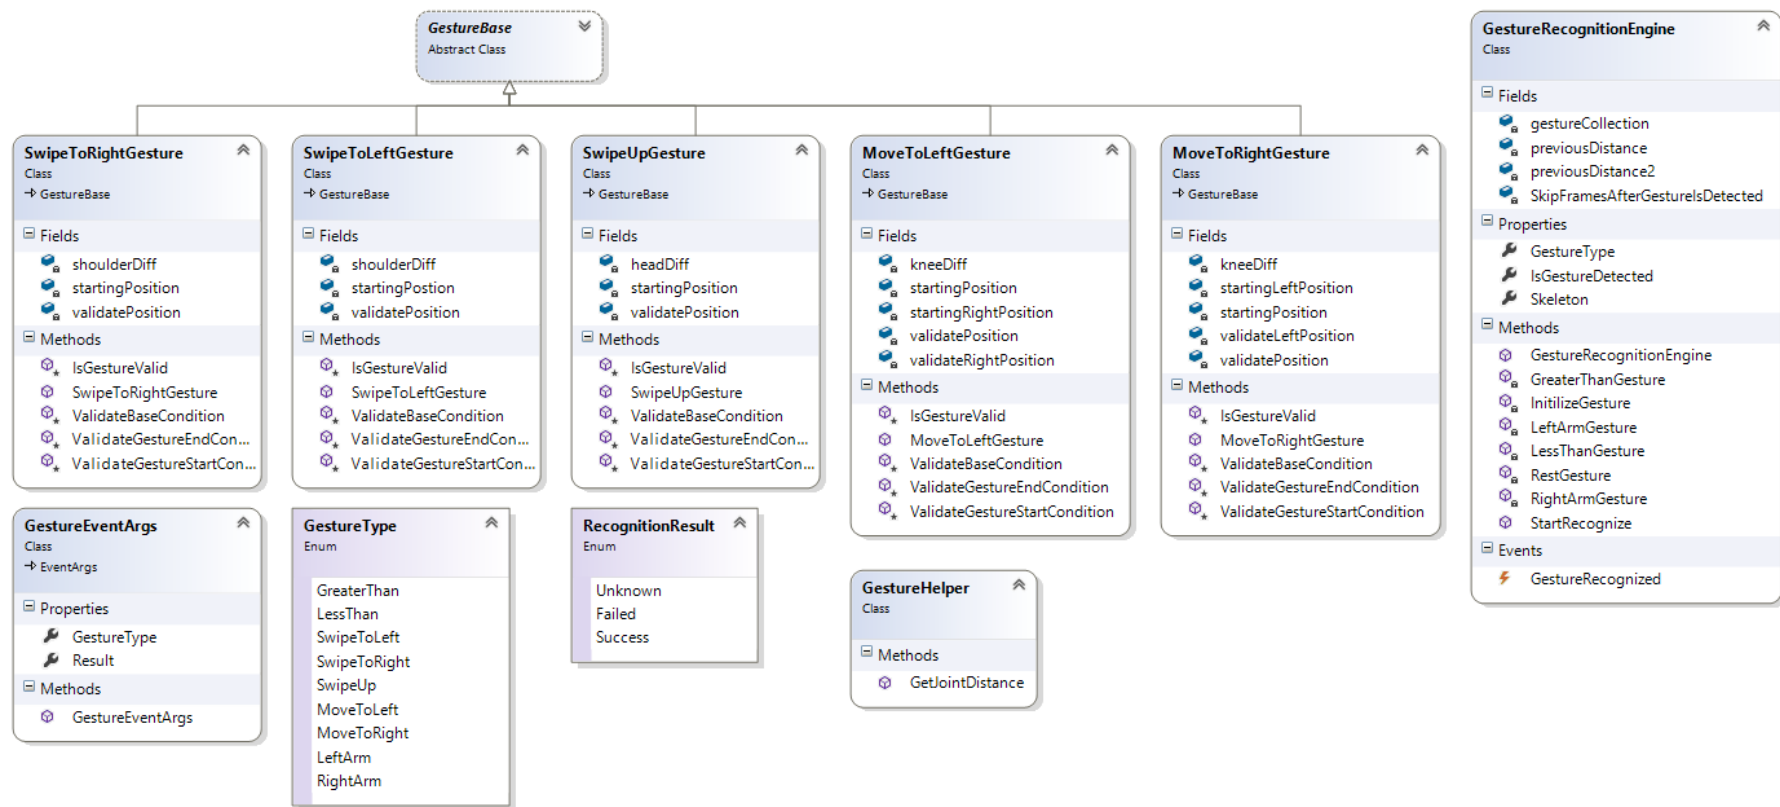 GestureBase
Abstract Class
SwipeToRightGesture
Class
GestureBase
Fields
shoulderDiff
startingPosition
validatePosition
Methods
IsGestureValid
SwipeToRightGesture
ValidateBaseCondition
ValidateGestureEndCon...
ValidateGestureStartCon...
SwipeToLeftGesture
Class
GestureBase
Fields
shoulderDiff
startingPostion
validatePosition
Methods
IsGestureValid
SwipeToLeftGesture
ValidateBaseCondition
ValidateGestureEndCon...
ValidateGestureStartCon...
SwipeUpGesture
Class
GestureBase
Fields
headDiff
startingPosition
validatePosition
Methods
IsGestureValid
SwipeUpGesture
ValidateBaseCondition
ValidateGestureEndCon...
ValidateGestureStartCon...
MoveToLeftGesture
Class
GestureBase
Fields
kneeDiff
startingPosition
startingRightPosition
validatePosition
validateRightPosition
Methods
IsGestureValid
MoveToLeftGesture
ValidateBaseCondition
ValidateGestureEndCondition
ValidateGestureStartCondition
MoveToRightGesture
Class
GestureBase
Fields
kneeDiff
startingLeftPosition
startingPosition
validateLeftPosition
validatePosition
Methods
IsGestureValid
MoveToRightGesture
ValidateBaseCondition
ValidateGestureEndCondition
ValidateGestureStartCondition
GestureRecognitionEngine
Class
Fields
gestureCollection
previousDistance
previousDistance2
SkipFramesAfterGestureIsDetected
Properties
GestureType
IsGestureDetected
Skeleton
Methods
GestureRecognitionEngine
GreaterThanGesture
InitilizeGesture
LeftArmGesture
LessThanGesture
RestGesture
RightArmGesture
StartRecognize
Events
GestureRecognized
GestureEventArgs
Class
EventArgs
Properties
GestureType
Result
Methods
GestureEventArgs
GestureType
Enum
GreaterThan
LessThan
SwipeToLeft
SwipeToRight
SwipeUp
MoveToLeft
MoveToRight
LeftArm
RightArm
RecognitionResult
Enum
Unknown
Failed
Success
GestureHelper
Class
Methods
GetJointDistance